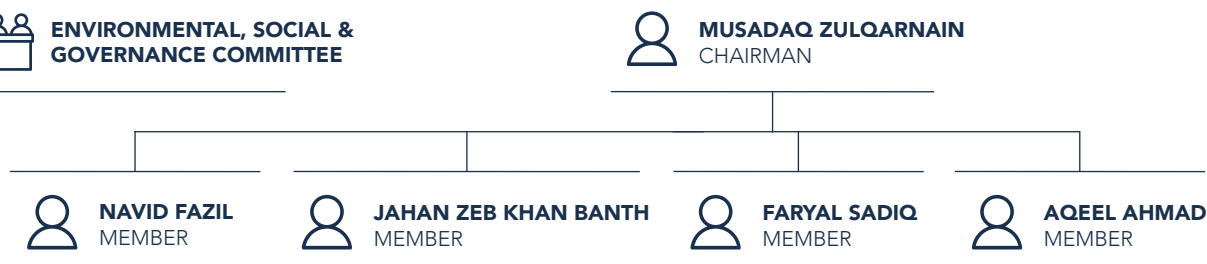 ENVIRONMENTAL, SOCIAL &
GOVERNANCE COMMITTEE
MUSADAQ ZULQARNAIN
CHAIRMAN
NAVID FAZIL
MEMBER
JAHAN ZEB KHAN BANTH
MEMBER
FARYAL SADIQ
MEMBER
AQEEL AHMAD
MEMBER